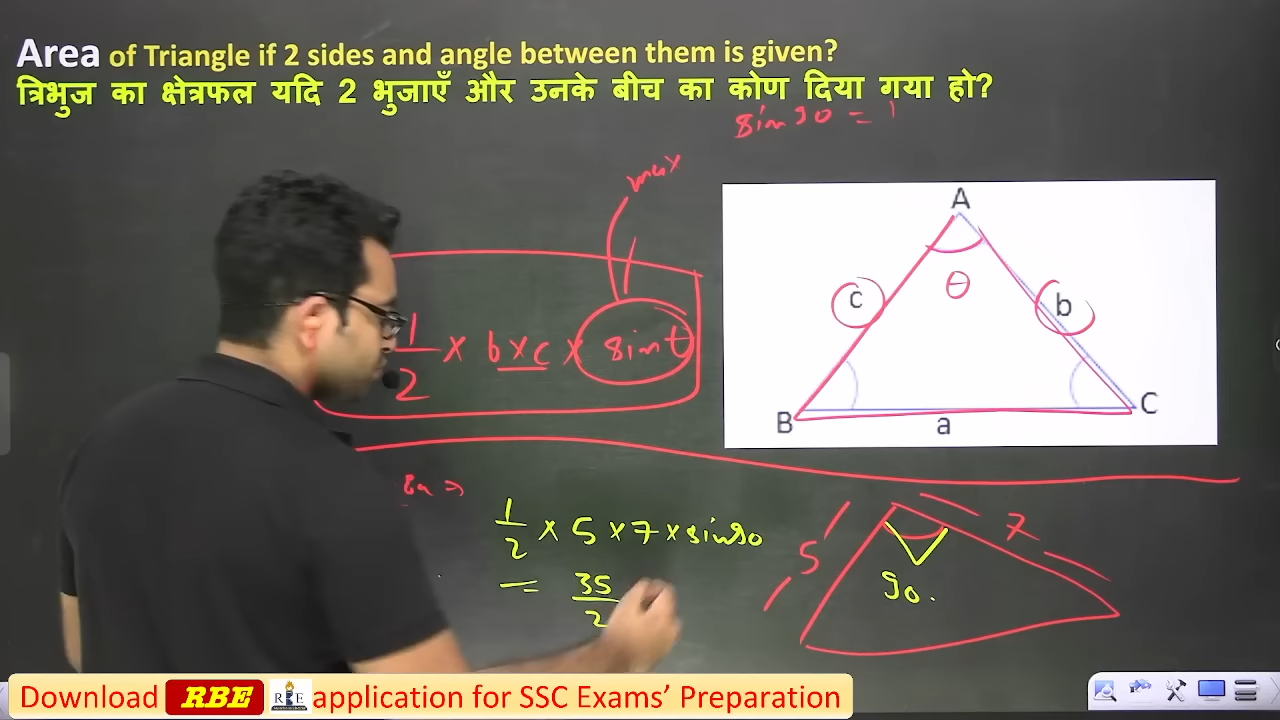 Area of Triangle if 2 sides and angle between them is given?
त्रिभुज का क्षेत्रफल यदि 2 भुजाएँ और उनके बीच का कोण दिया गया हो?
sin 90 = 1
max
1/2 × b × c × sin
A
θ
c
b
B
a
C
1/2 × 5 × 7 × sin 90
= 35/2
5
7
90.
Download RBE RBE application for SSC Exams’ Preparation